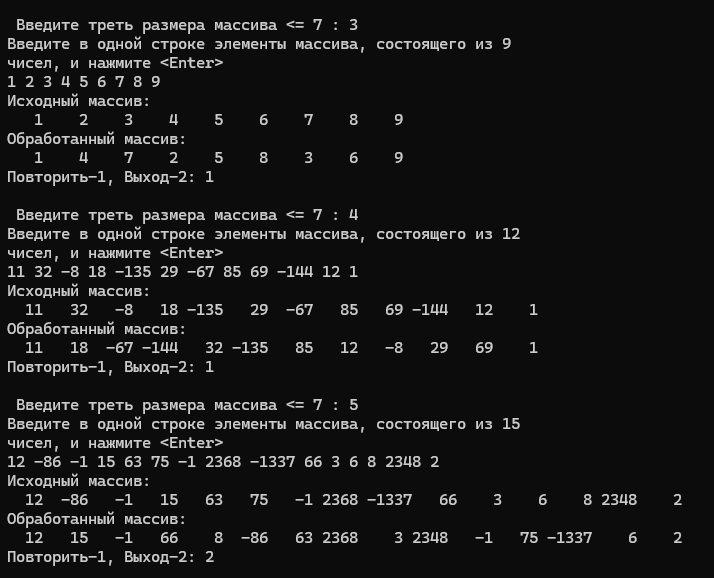 Введите треть размера массива <= 7 : 3
Введите в одной строке элементы массива, состоящего из 9
чисел, и нажмите <Enter>
1 2 3 4 5 6 7 8 9
Исходный массив:
1 2 3 4 5 6 7 8 9
Обработанный массив:
1 4 7 2 5 8 3 6 9
Повторить-1, Выход-2: 1
Введите треть размера массива <= 7 : 4
Введите в одной строке элементы массива, состоящего из 12
чисел, и нажмите <Enter>
11 32 -8 18 -135 29 -67 85 69 -144 12 1
Исходный массив:
11 32 -8 18 -135 29 -67 85 69 -144 12 1
Обработанный массив:
11 18 -67 -144 32 -135 85 12 -8 29 69 1
Повторить-1, Выход-2: 1
Введите треть размера массива <= 7 : 5
Введите в одной строке элементы массива, состоящего из 15
чисел, и нажмите <Enter>
12 -86 -1 15 63 75 -1 2368 -1337 66 3 6 8 2348 2
Исходный массив:
12 -86 -1 15 63 75 -1 2368 -1337 66 3 6 8 2348 2
Обработанный массив:
12 15 -1 66 8 -86 63 2368 3 2348 -1 75 -1337 6 2
Повторить-1, Выход-2: 2